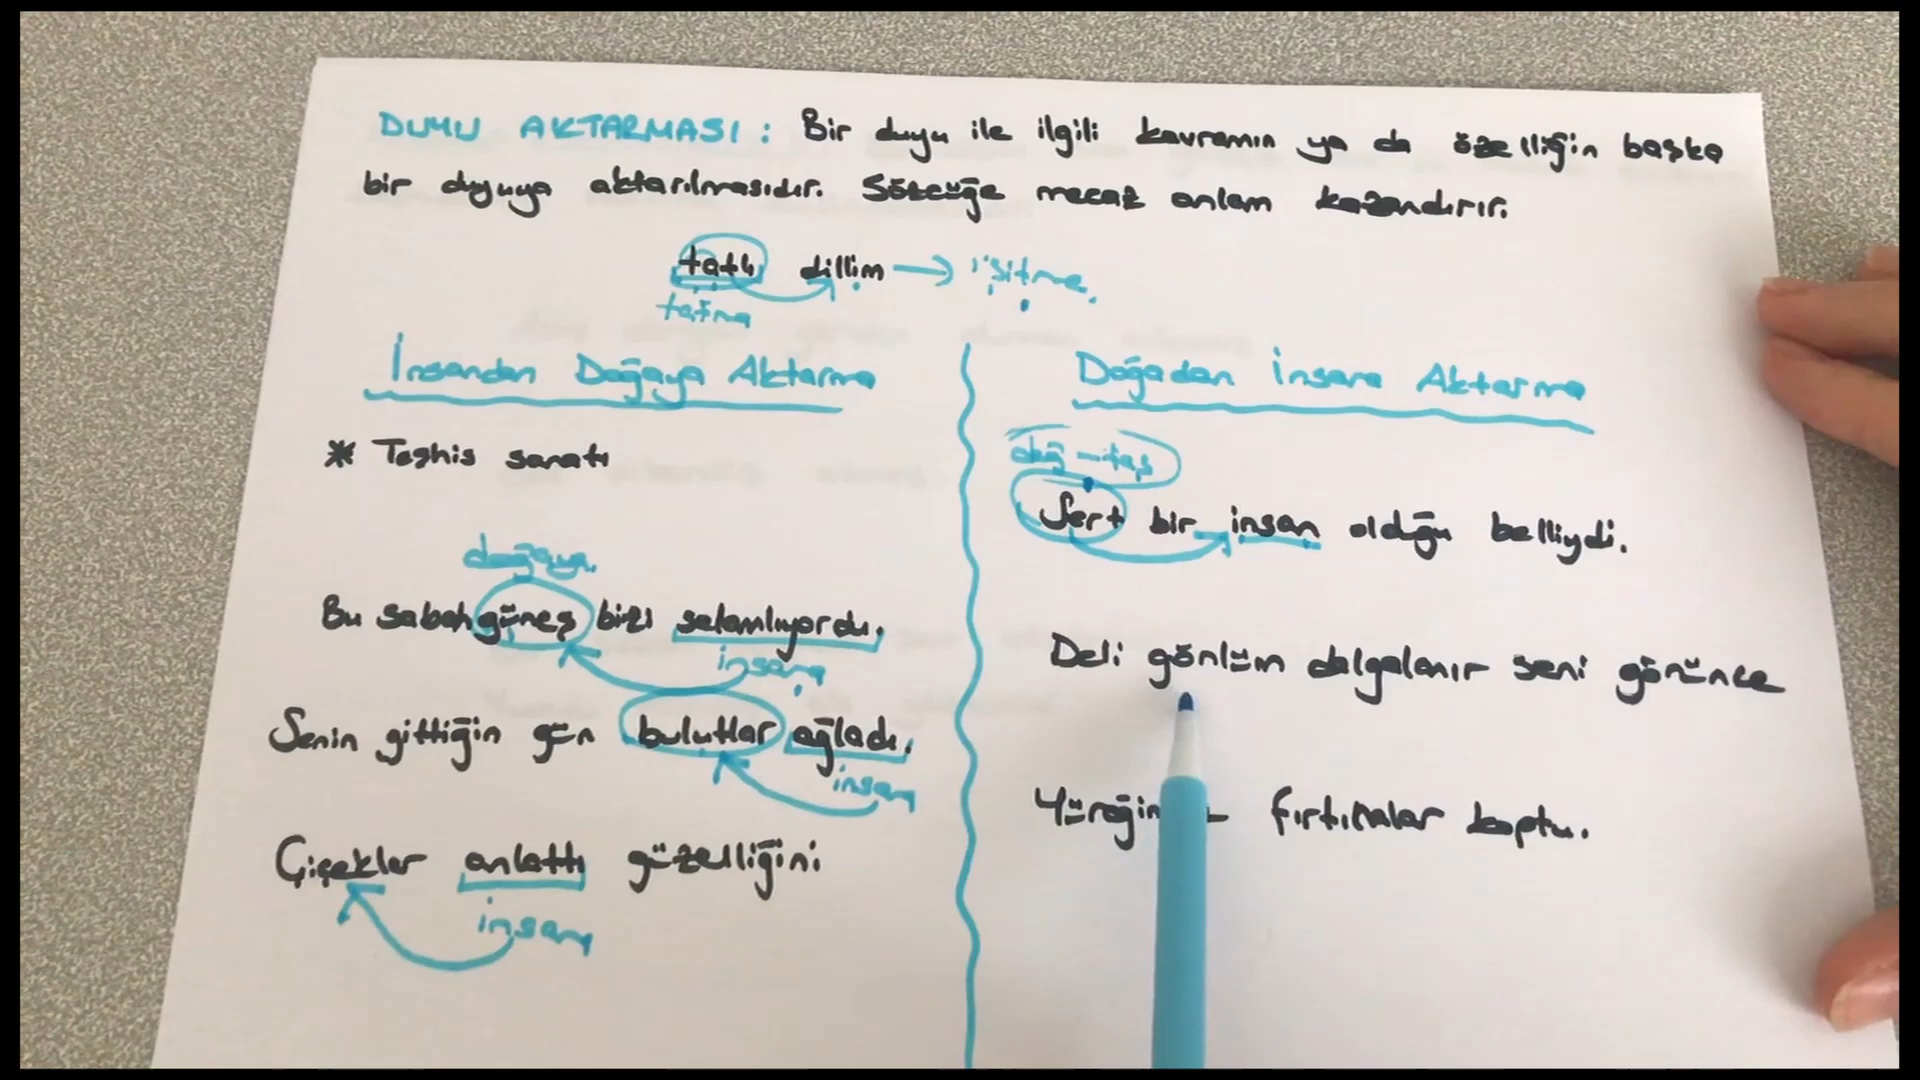 DUYU AKTARMASI : Bir duyu ile ilgili kavramın ya da özelliğin başka
bir duyuya aktarılmasıdır. Sözcüğe mecaz anlam kazandırır.
tatlı dillim → işitme
tatma
İnsandan Doğaya Aktarma
* Teşhis sanatı
doğaya
Bu sabah güneş bizi selamlıyordu.
insan
Senin gittiğin gün bulutlar ağladı.
insan
Çiçekler anlattı güzelliğini
insan
Doğadan İnsana Aktarma
doğ - taş
Sert bir insan olduğu belliydi.
Deli gönlüm dalgalanır seni görünce
fırtınalar koptu.